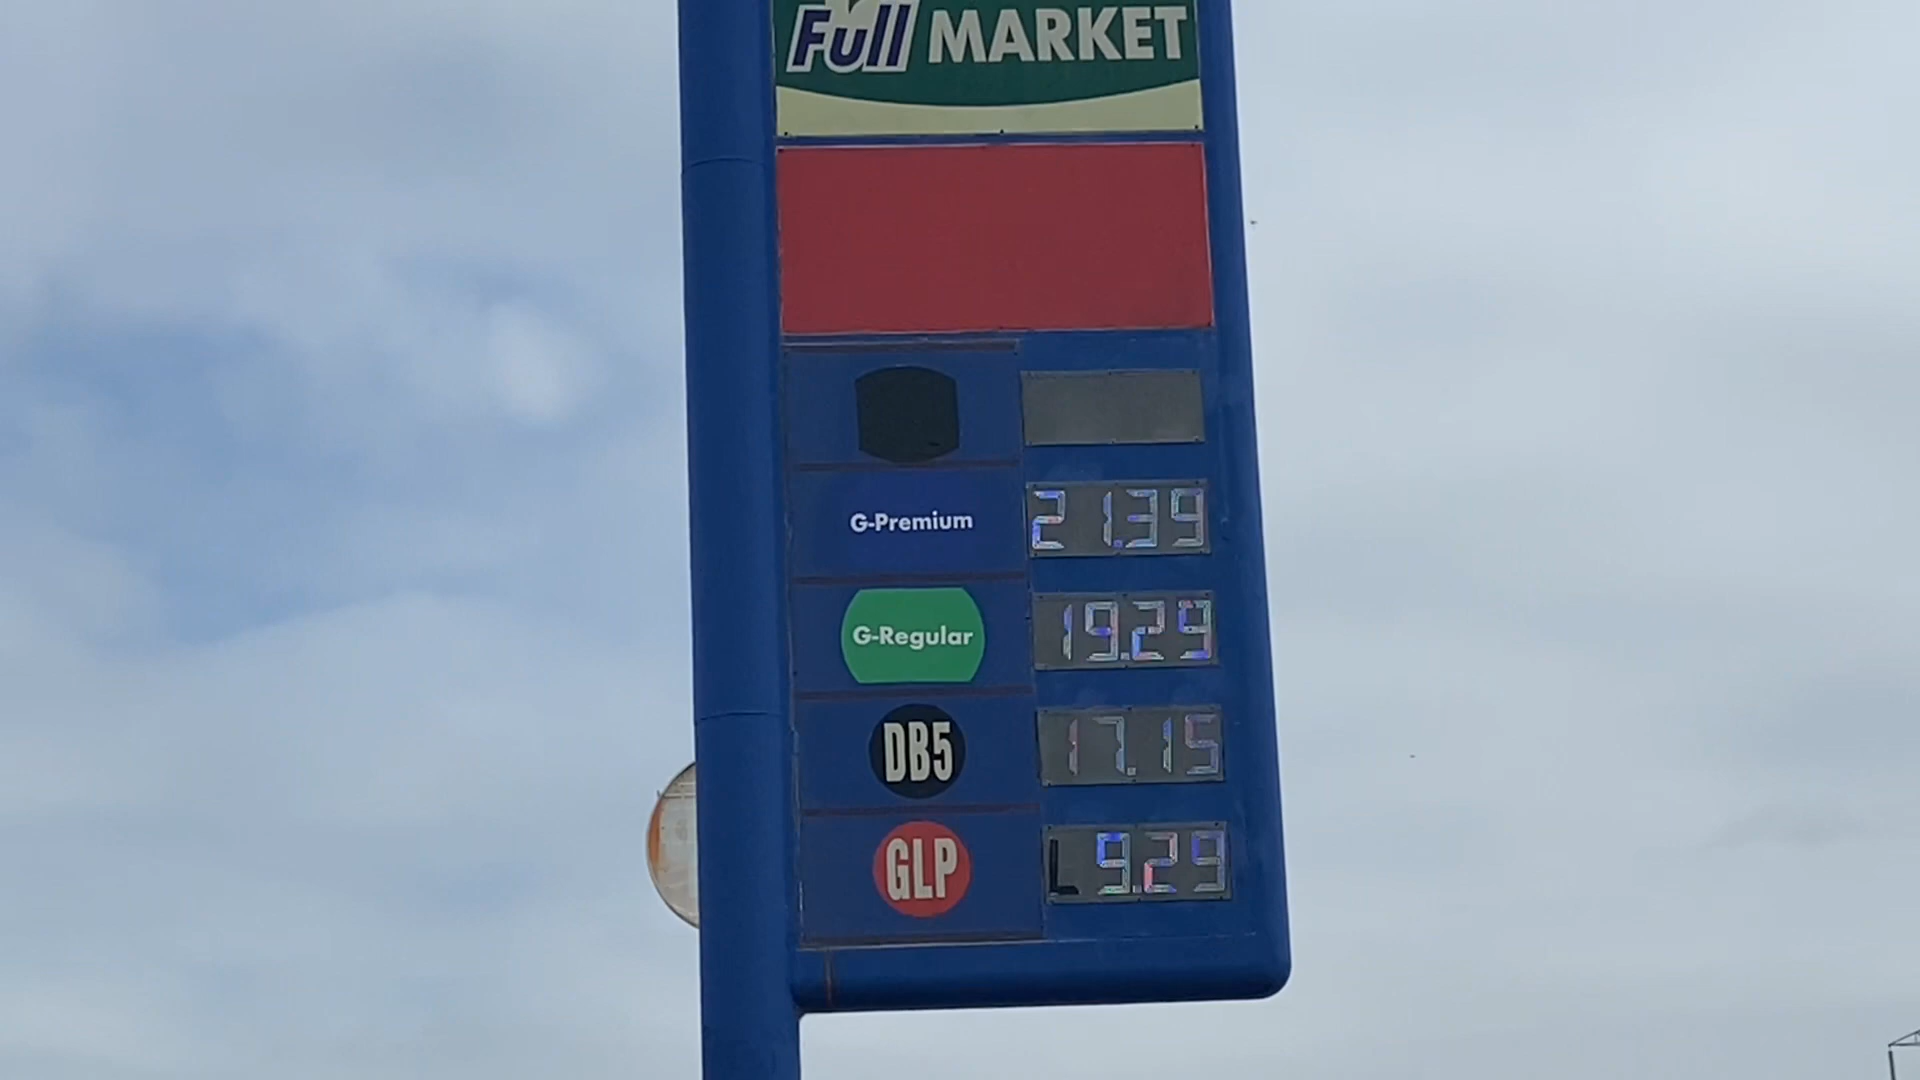 Full MARKET
G-Premium 21.39
G-Regular 19.29
DB5 17.15
GLP L 9.29